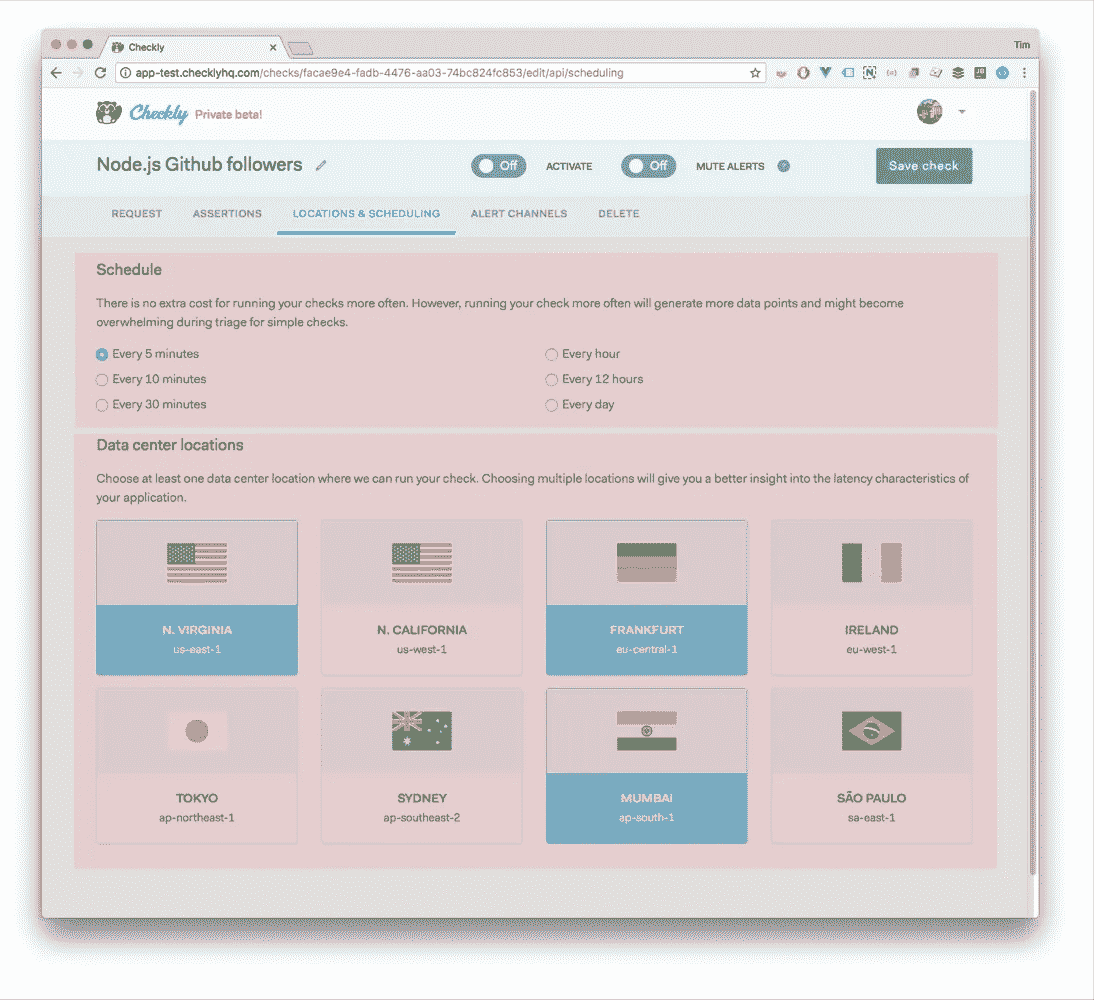 Checkly
Tim
app-test.checklyhq.com/checks/facae9e4-fadb-4476-aa03-74bc824fc853/edit/api/scheduling
Checkly Private beta!
Node.js Github followers
Off ACTIVATE Off MUTE ALERTS
Save check
REQUEST ASSERTIONS LOCATIONS & SCHEDULING ALERT CHANNELS DELETE
Schedule
There is no extra cost for running your checks more often. However, running your check more often will generate more data points and might become
overwhelming during triage for simple checks.
Every 5 minutes Every hour
Every 10 minutes Every 12 hours
Every 30 minutes Every day
Data center locations
Choose at least one data center location where we can run your check. Choosing multiple locations will give you a better insight into the latency characteristics of
your application.
N. VIRGINIA N. CALIFORNIA FRANKFURT IRELAND
us-east-1 us-west-1 eu-central-1 eu-west-1
TOKYO SYDNEY MUMBAI SÃO PAULO
ap-northeast-1 ap-southeast-2 ap-south-1 sa-east-1